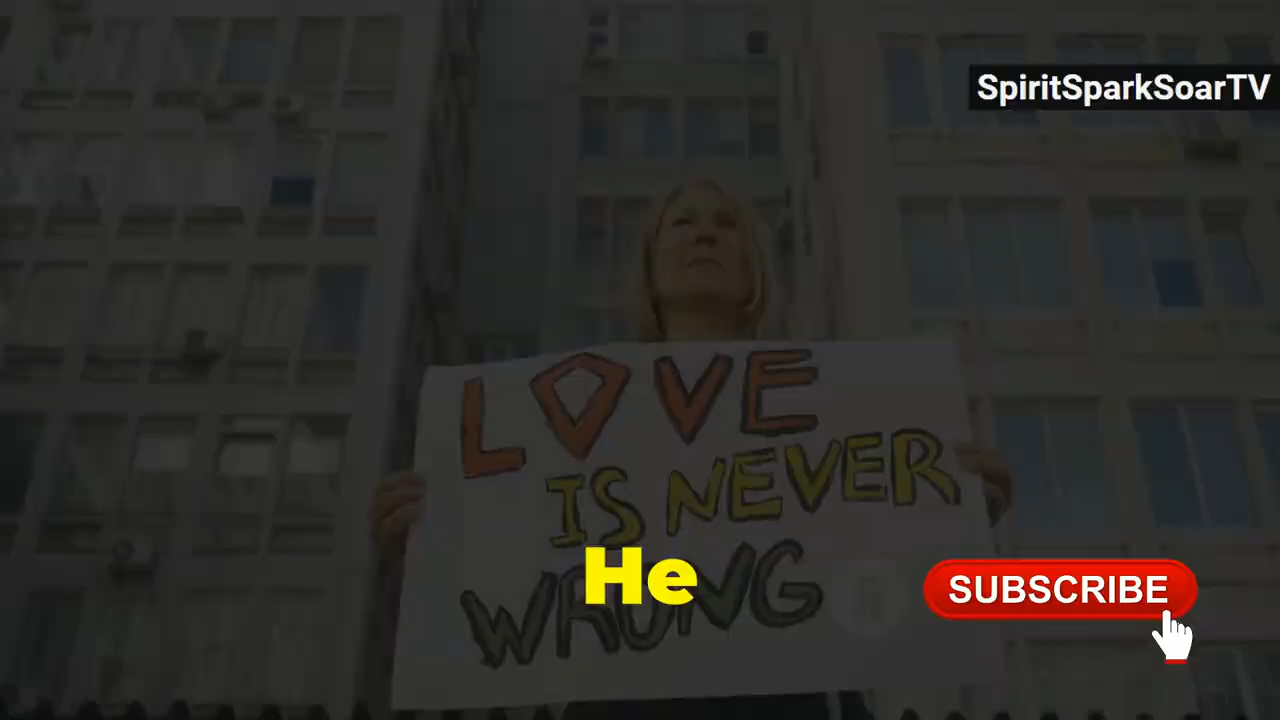 SpiritSparkSoarTV
LOVE
IS NEVER
WRONG
He
SUBSCRIBE